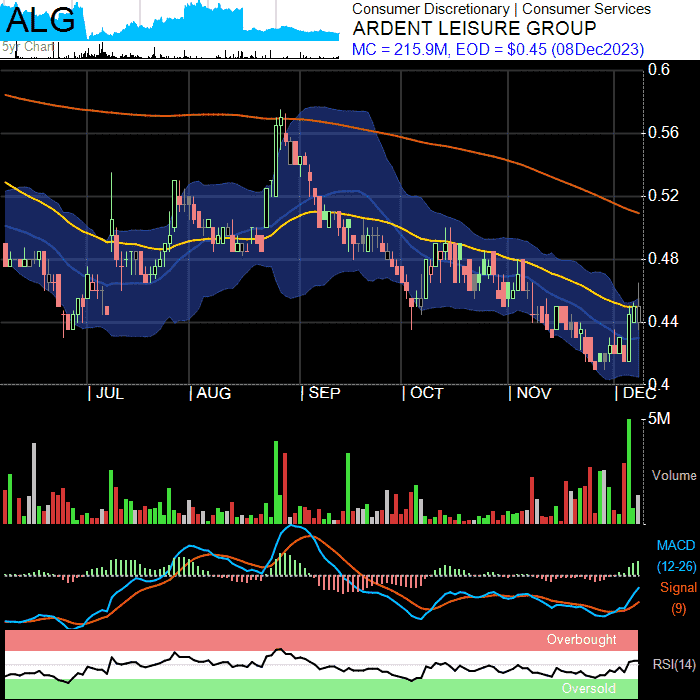 ALG
5yr Chart
Consumer Discretionary | Consumer Services
ARDENT LEISURE GROUP
MC = 215.9M, EOD = $0.45 (08Dec2023)
0.6
0.56
0.52
0.48
0.44
0.4
| JUL | AUG | SEP | OCT | NOV | DEC
5M
Volume
MACD
(12-26)
Signal
(9)
Overbought
RSI(14)
Oversold